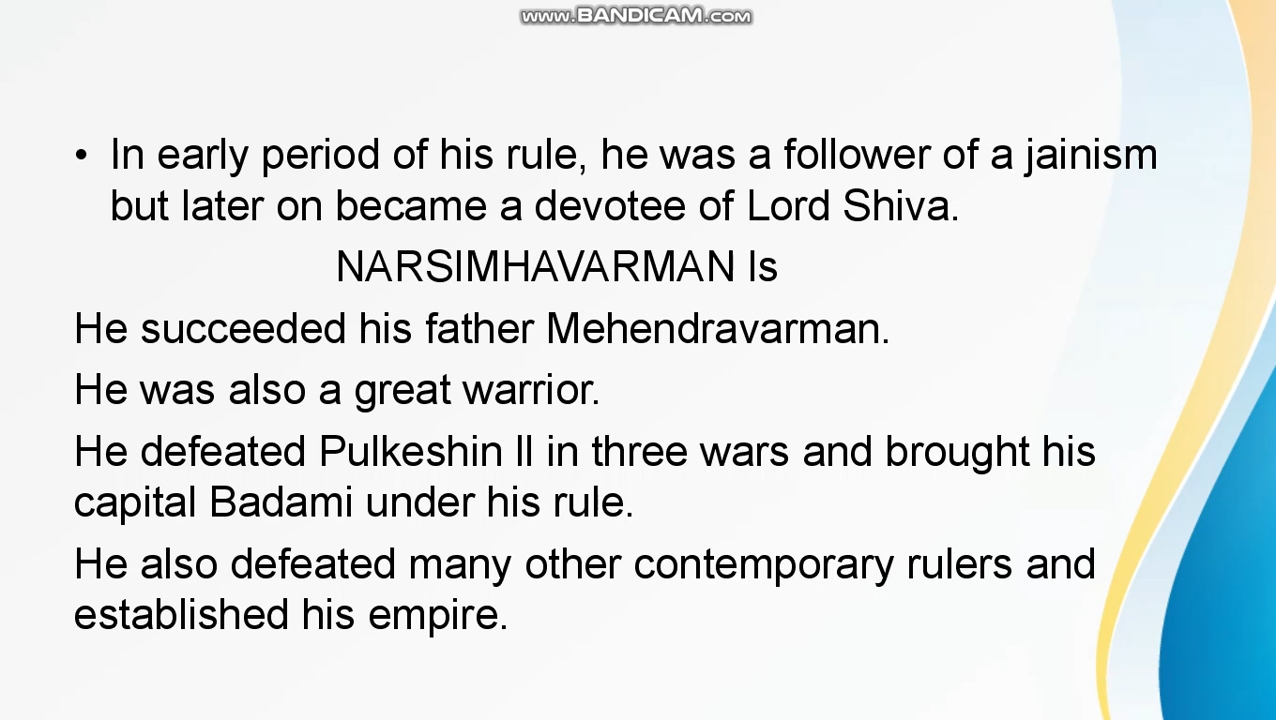 www.BANDICAM.com
• In early period of his rule, he was a follower of a jainism
but later on became a devotee of Lord Shiva.
NARSIMHAVARMAN Is
He succeeded his father Mehendravarman.
He was also a great warrior.
He defeated Pulkeshin ll in three wars and brought his
capital Badami under his rule.
He also defeated many other contemporary rulers and
established his empire.